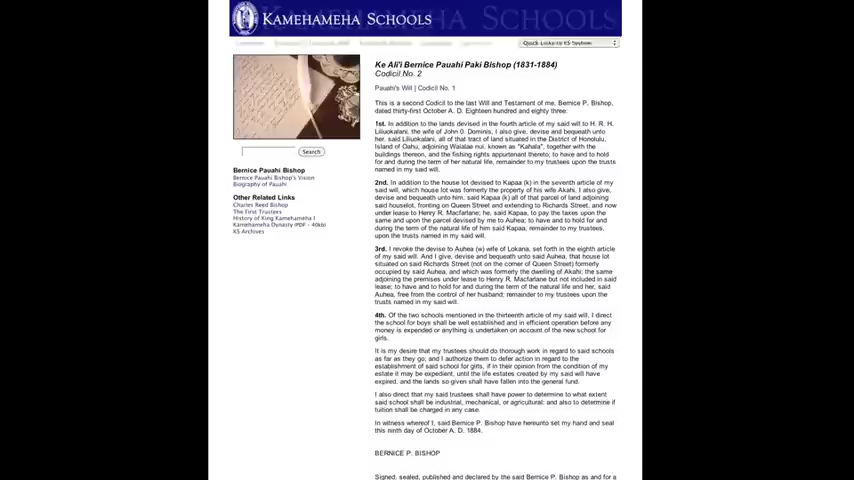 KAMEHAMEHA SCHOOLS
Quick Links to KS System
Ke Ali'i Bernice Pauahi Paki Bishop (1831-1884)
Codicil No. 2
Pauahi's Will | Codicil No. 1
This is a second Codicil to the last Will and Testament of me, Bernice P. Bishop,
dated thirty-first October A. D. Eighteen hundred and eighty three:
1st. In addition to the lands devised in the fourth article of my said will to H. R. H.
Liliuokalani, the wife of John O. Dominis, I also give, devise and bequeath unto
her, said Liliuokalani, all of that tract of land situated in the District of Honolulu,
Island of Oahu, adjoining Waialae nui, known as "Kahala", together with the
buildings thereon, and the fishing rights appurtenant thereto; to have and to hold
for and during the term of her natural life, remainder to my trustees upon the trusts
named in my said will.
Search
Bernice Pauahi Bishop
Bernice Pauahi Bishop's Vision
Biography of Pauahi
Other Related Links
Charles Reed Bishop
The First Trustees
History of King Kamehameha I
Kamehameha Dynasty (PDF - 40kb)
KS Archives
2nd. In addition to the house lot devised to Kapaa (k) in the seventh article of my
said will, which house lot was formerly the property of his wife Akahi, I also give,
devise and bequeath unto him, said Kapaa (k) all of that parcel of land adjoining
said houselot, fronting on Queen Street and extending to Richards Street, and now
under lease to Henry R. Macfarlane; he, said Kapaa, to pay the taxes upon the
same and upon the parcel devised by me to Auhea; to have and to hold for and
during the term of the natural life of him said Kapaa, remainder to my trustees,
upon the trusts named in my said will.
3rd. I revoke the devise to Auhea (w) wife of Lokana, set forth in the eighth article
of my said will. And I give, devise and bequeath unto said Auhea, that house lot
situated on said Richards Street (not on the corner of Queen Street) formerly
occupied by said Auhea, and which was formerly the dwelling of Akahi; the same
adjoining the premises under lease to Henry R. Macfarlane but not included in said
lease; to have and to hold for and during the term of the natural life and her, said
Auhea, free from the control of her husband; remainder to my trustees upon the
trusts named in my said will.
4th. Of the two schools mentioned in the thirteenth article of my said will, I direct
the school for boys shall be well established and in efficient operation before any
money is expended or anything is undertaken on account of the new school for
girls.
It is my desire that my trustees should do thorough work in regard to said schools
as far as they go; and I authorize them to defer action in regard to the
establishment of said school for girls, if in their opinion from the condition of my
estate it may be expedient, until the life estates created by my said will have
expired, and the lands so given shall have fallen into the general fund.
I also direct that my said trustees shall have power to determine to what extent
said school shall be industrial, mechanical, or agricultural; and also to determine if
tuition shall be charged in any case.
In witness whereof I, said Bernice P. Bishop have hereunto set my hand and seal
this ninth day of October A. D. 1884.
BERNICE P. BISHOP
Signed, sealed, published and declared by the said Bernice P. Bishop as and for a